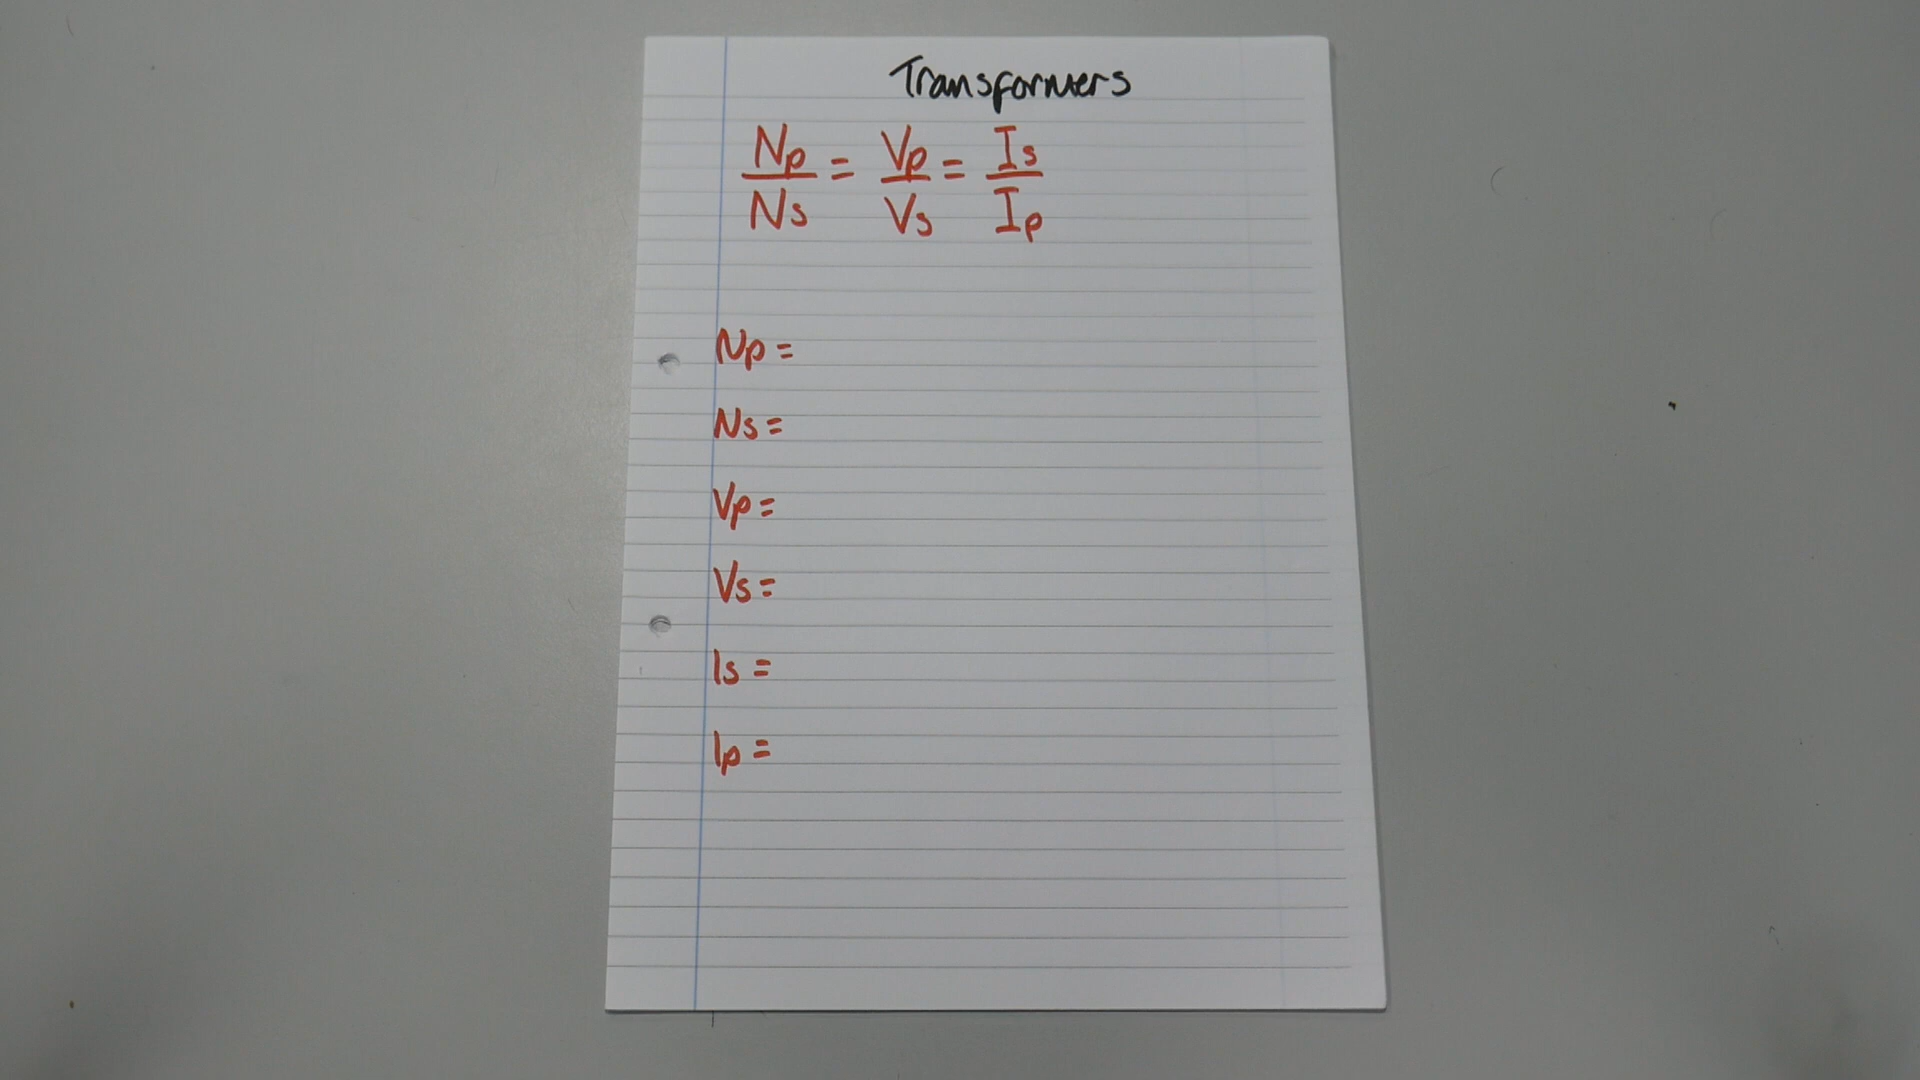 Transformers
Np/Ns = Vp/Vs = Is/Ip
Np =
Ns =
Vp =
Vs =
Is =
Ip =